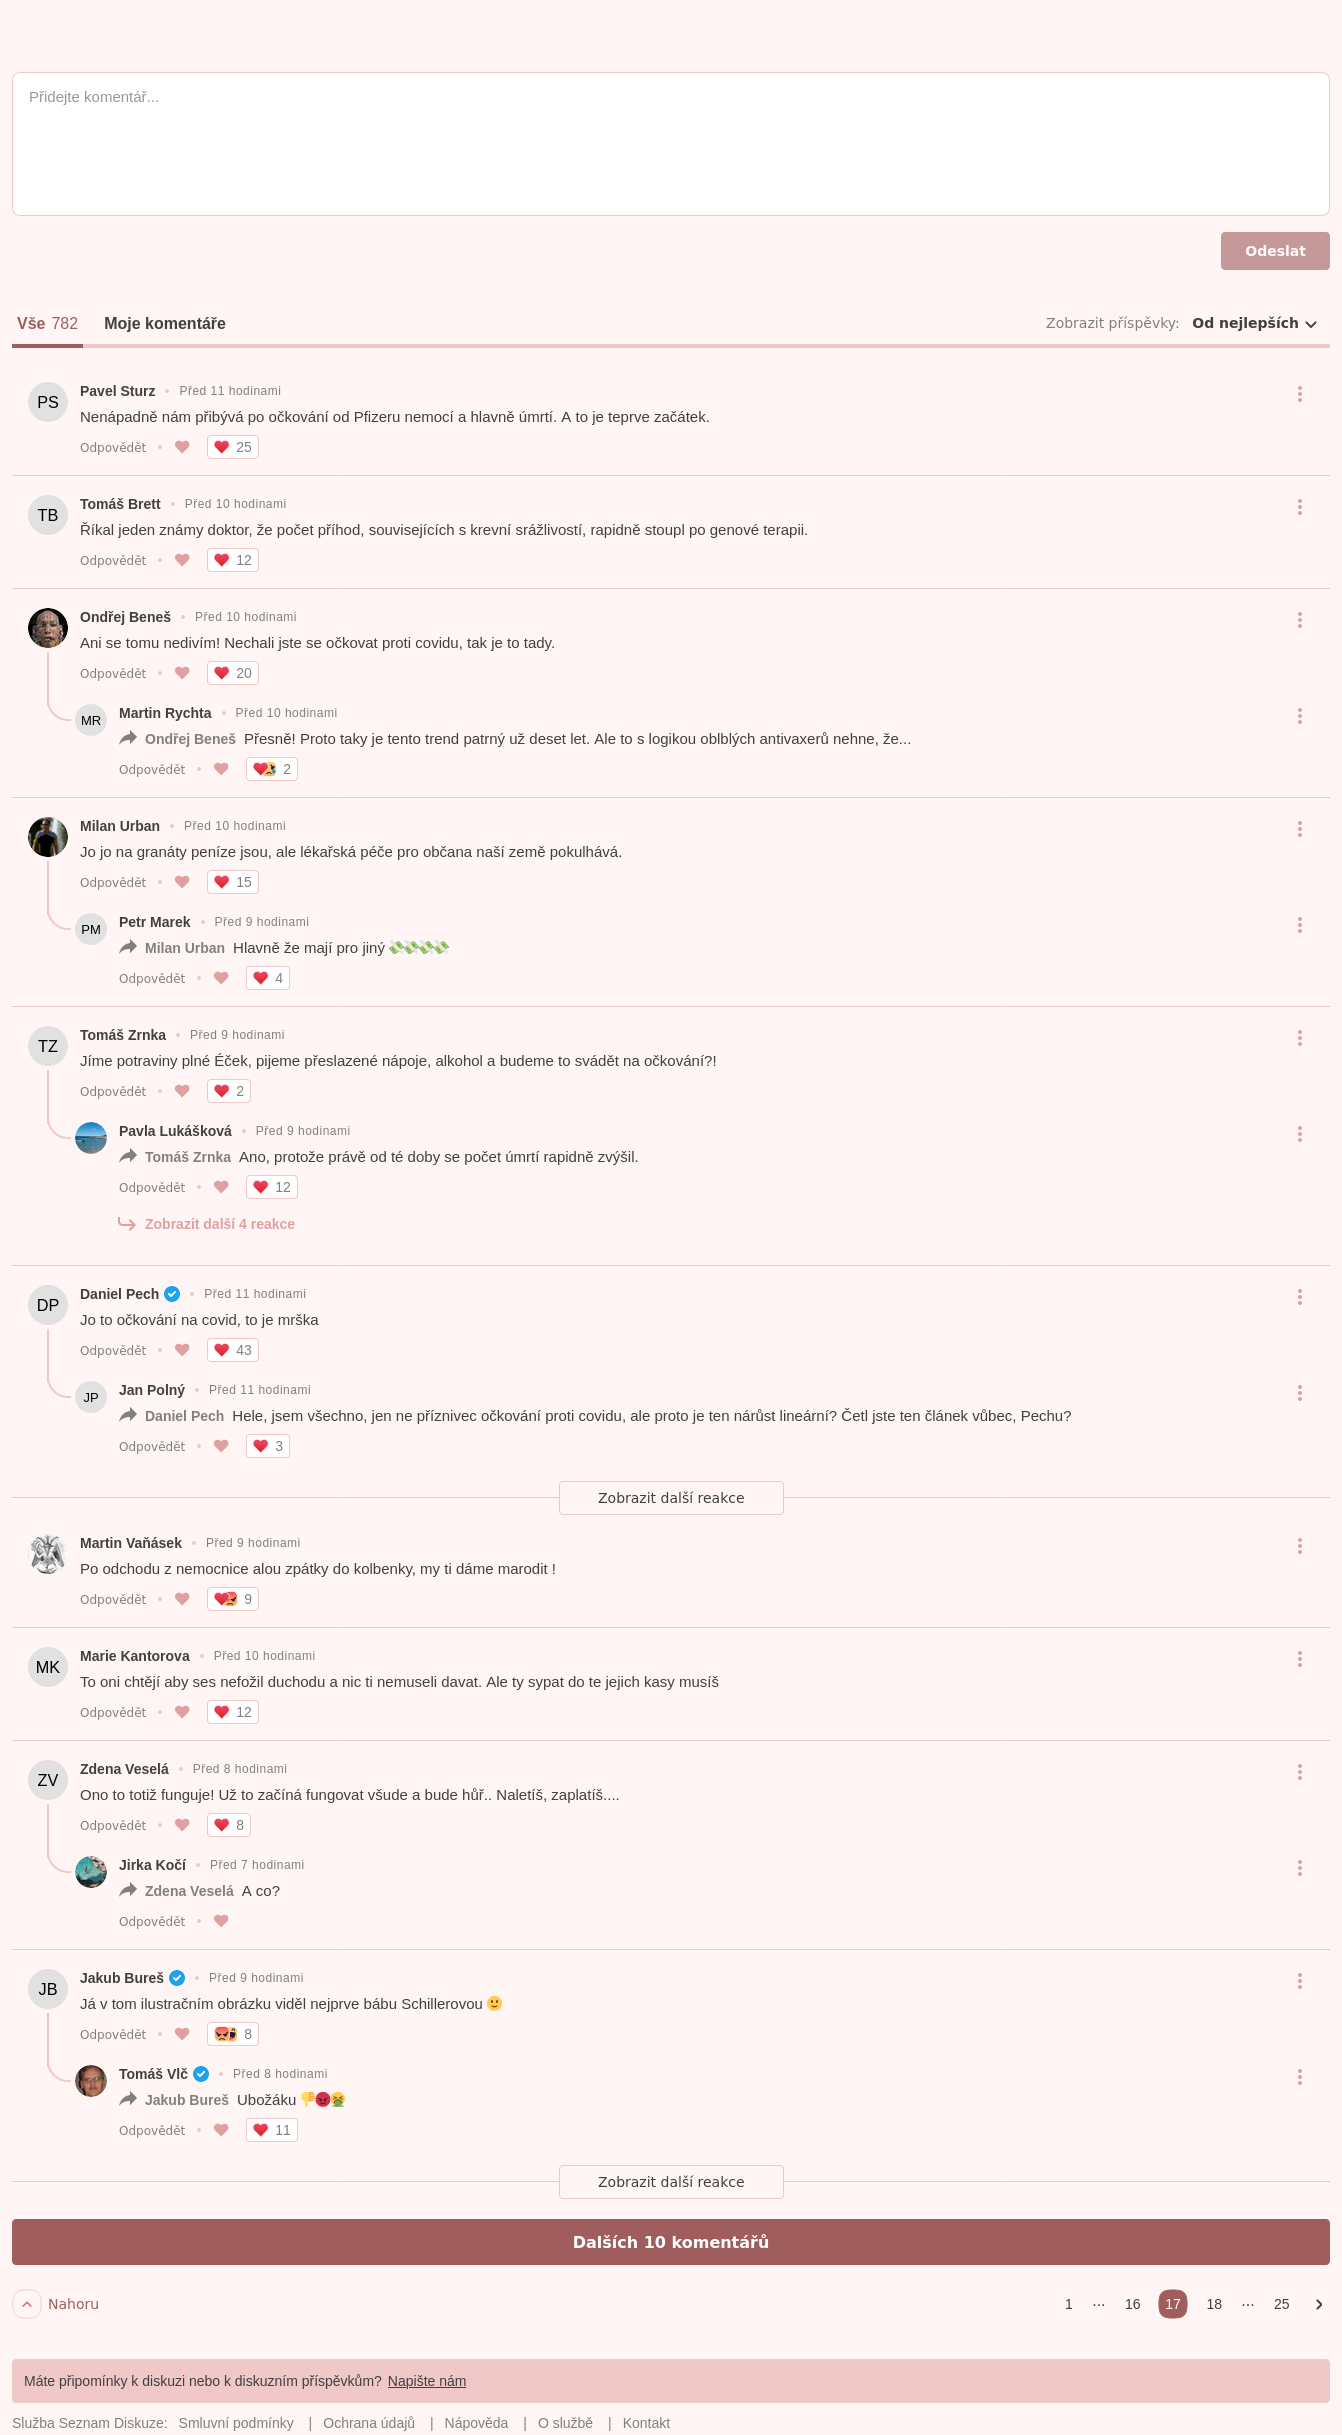 Přidejte komentář...
Odeslat
Vše 782 Moje komentáře Zobrazit příspěvky: Od nejlepších
PS Pavel Sturz • Před 11 hodinami
Nenápadně nám přibývá po očkování od Pfizeru nemocí a hlavně úmrtí. A to je teprve začátek.
Odpovědět • 25
TB Tomáš Brett • Před 10 hodinami
Říkal jeden známy doktor, že počet příhod, souvisejících s krevní srážlivostí, rapidně stoupl po genové terapii.
Odpovědět • 12
Ondřej Beneš • Před 10 hodinami
Ani se tomu nedivím! Nechali jste se očkovat proti covidu, tak je to tady.
Odpovědět • 20
MR Martin Rychta • Před 10 hodinami
Ondřej Beneš Přesně! Proto taky je tento trend patrný už deset let. Ale to s logikou oblblých antivaxerů nehne, že...
Odpovědět • 2
Milan Urban • Před 10 hodinami
Jo jo na granáty peníze jsou, ale lékařská péče pro občana naší země pokulhává.
Odpovědět • 15
PM Petr Marek • Před 9 hodinami
Milan Urban Hlavně že mají pro jiný 💸💸💸💸
Odpovědět • 4
TZ Tomáš Zrnka • Před 9 hodinami
Jíme potraviny plné Éček, pijeme přeslazené nápoje, alkohol a budeme to svádět na očkování?!
Odpovědět • 2
Pavla Lukášková • Před 9 hodinami
Tomáš Zrnka Ano, protože právě od té doby se počet úmrtí rapidně zvýšil.
Odpovědět • 12
Zobrazit další 4 reakce
DP Daniel Pech • Před 11 hodinami
Jo to očkování na covid, to je mrška
Odpovědět • 43
JP Jan Polný • Před 11 hodinami
Daniel Pech Hele, jsem všechno, jen ne příznivec očkování proti covidu, ale proto je ten nárůst lineární? Četl jste ten článek vůbec, Pechu?
Odpovědět • 3
Zobrazit další reakce
Martin Vaňásek • Před 9 hodinami
Po odchodu z nemocnice alou zpátky do kolbenky, my ti dáme marodit !
Odpovědět • 9
MK Marie Kantorova • Před 10 hodinami
To oni chtějí aby ses nefožil duchodu a nic ti nemuseli davat. Ale ty sypat do te jejich kasy musíš
Odpovědět • 12
ZV Zdena Veselá • Před 8 hodinami
Ono to totiž funguje! Už to začíná fungovat všude a bude hůř.. Naletíš, zaplatíš....
Odpovědět • 8
Jirka Kočí • Před 7 hodinami
Zdena Veselá A co?
Odpovědět •
JB Jakub Bureš • Před 9 hodinami
Já v tom ilustračním obrázku viděl nejprve bábu Schillerovou 🙂
Odpovědět • 8
Tomáš Vlč • Před 8 hodinami
Jakub Bureš Ubožáku 👎😡🤮
Odpovědět • 11
Zobrazit další reakce
Dalších 10 komentářů
Nahoru 1 ... 16 17 18 ... 25
Máte připomínky k diskuzi nebo k diskuzním příspěvkům? Napište nám
Služba Seznam Diskuze: Smluvní podmínky | Ochrana údajů | Nápověda | O službě | Kontakt